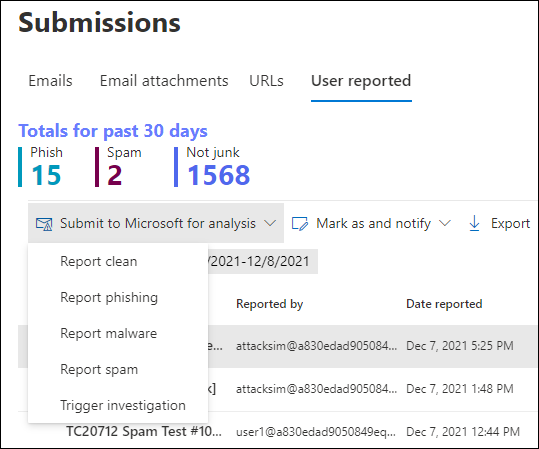 Submissions
Emails Email attachments URLs User reported
Totals for past 30 days
Phish Spam Not junk
15 2 1568
Submit to Microsoft for analysis Mark as and notify Export
Report clean /2021-12/8/2021
Report phishing Reported by Date reported
Report malware e... attacksim@a830edad905084... Dec 7, 2021 5:25 PM
Report spam k] attacksim@a830edad905084... Dec 7, 2021 1:48 PM
Trigger investigation
TC20712 Spam Test #10... user1@a830edad9050849eq... Dec 7, 2021 12:44 PM